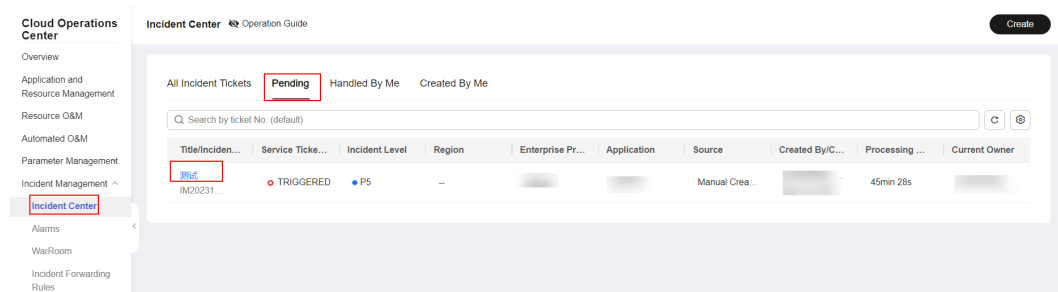 Cloud Operations
Center
Overview
Application and
Resource Management
Resource O&M
Automated O&M
Parameter Management
Incident Management
Incident Center
Alarms
WarRoom
Incident Forwarding
Rules
Incident Center Operation Guide
Create
All Incident Tickets Pending Handled By Me Created By Me
Search by ticket No. (default)
Title/Inciden... Service Ticke... Incident Level Region Enterprise Pr... Application Source Created By/C... Processing ... Current Owner
测试
IM20231...
TRIGGERED P5 -- Manual Crea... 45min 28s